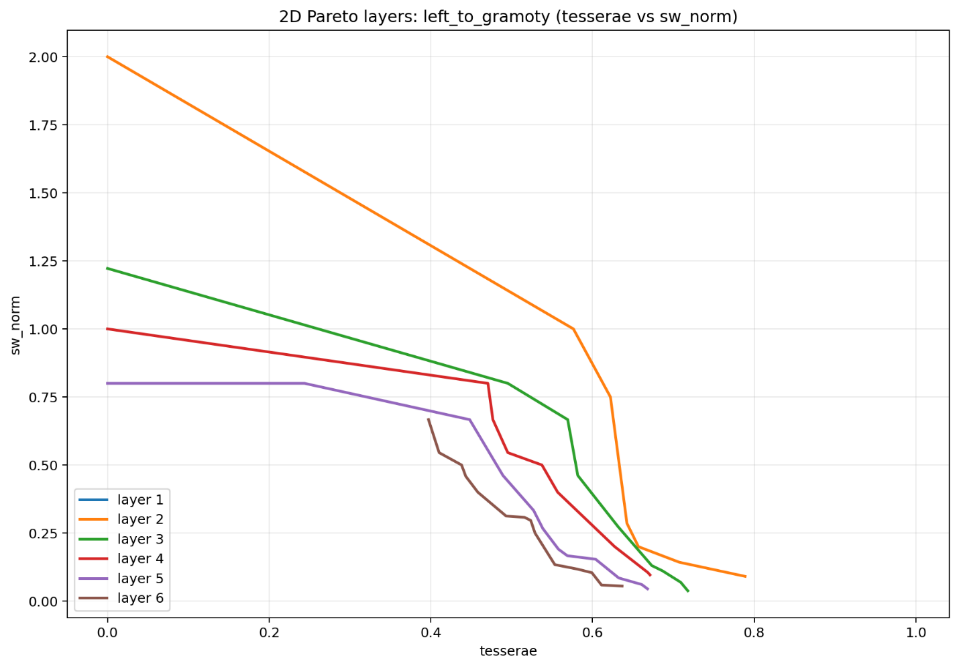 2D Pareto layers: left_to_gramoty (tesserae vs sw_norm)
2.00
1.75
1.50
1.25
1.00
0.75
0.50
0.25
0.00
sw_norm
layer 1
layer 2
layer 3
layer 4
layer 5
layer 6
0.0 0.2 0.4 0.6 0.8 1.0
tesserae